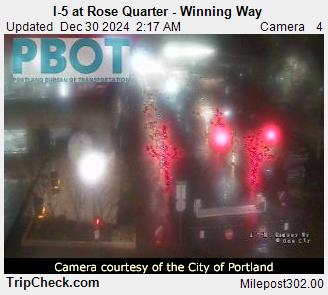 I-5 at Rose Quarter - Winning Way
Updated Dec 30 2024 2:17 AM Camera 4
PBOT
PORTLAND BUREAU OF TRANSPORTATION
Camera courtesy of the City of Portland
TripCheck.com Milepost302.00